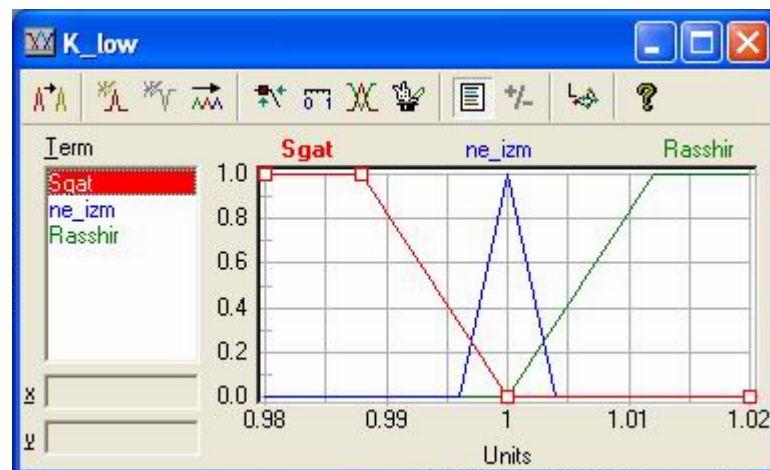 K_low
Term
Sgat
ne_izm
Rasshir
Sgat ne_izm Rasshir
1.0
0.8
0.6
0.4
0.2
0.0
0.98 0.99 1 1.01 1.02
Units
x
y